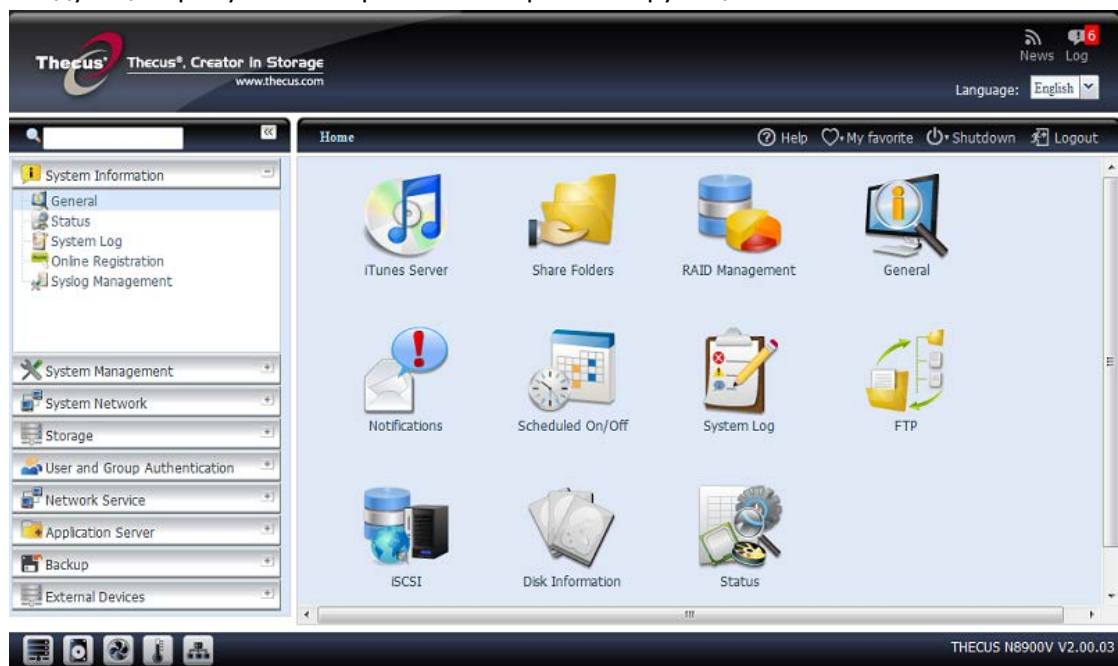 Thecus®
Thecus®, Creator in Storage
www.thecus.com
6
News Log
Language: English
Home
Help My favorite Shutdown Logout
System Information
General
Status
System Log
Online Registration
Syslog Management
System Management
System Network
Storage
User and Group Authentication
Network Service
Application Server
Backup
External Devices
iTunes Server
Share Folders
RAID Management
General
Notifications
Scheduled On/Off
System Log
FTP
iSCSI
Disk Information
Status
THECUS N8900V V2.00.03